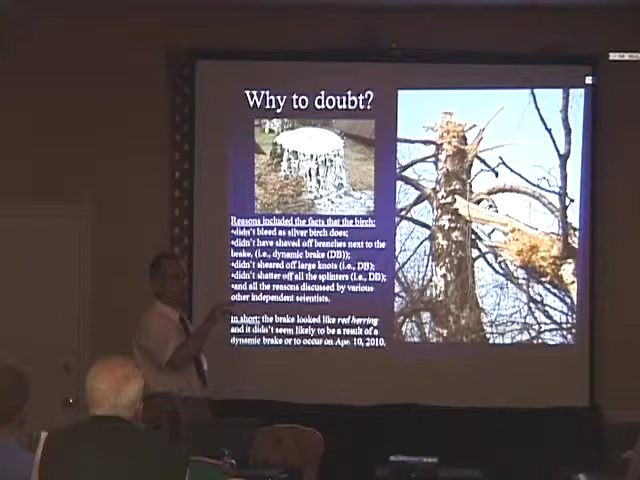 Why to doubt?
Reasons included the facts that the birch:
•didn't bleed as silver birch does;
•didn't have shaved off branches next to the
brake, (i.e., dynamic brake (DB));
•didn't sheared off large knots (i.e., DB);
•didn't shatter off all the splinters (i.e., DB);
•and all the reasons discussed by various
other independent scientists.
In short: the brake looked like red herring
and it didn't seem likely to be a result of a
dynamic brake or to occur on Apr. 10, 2010.